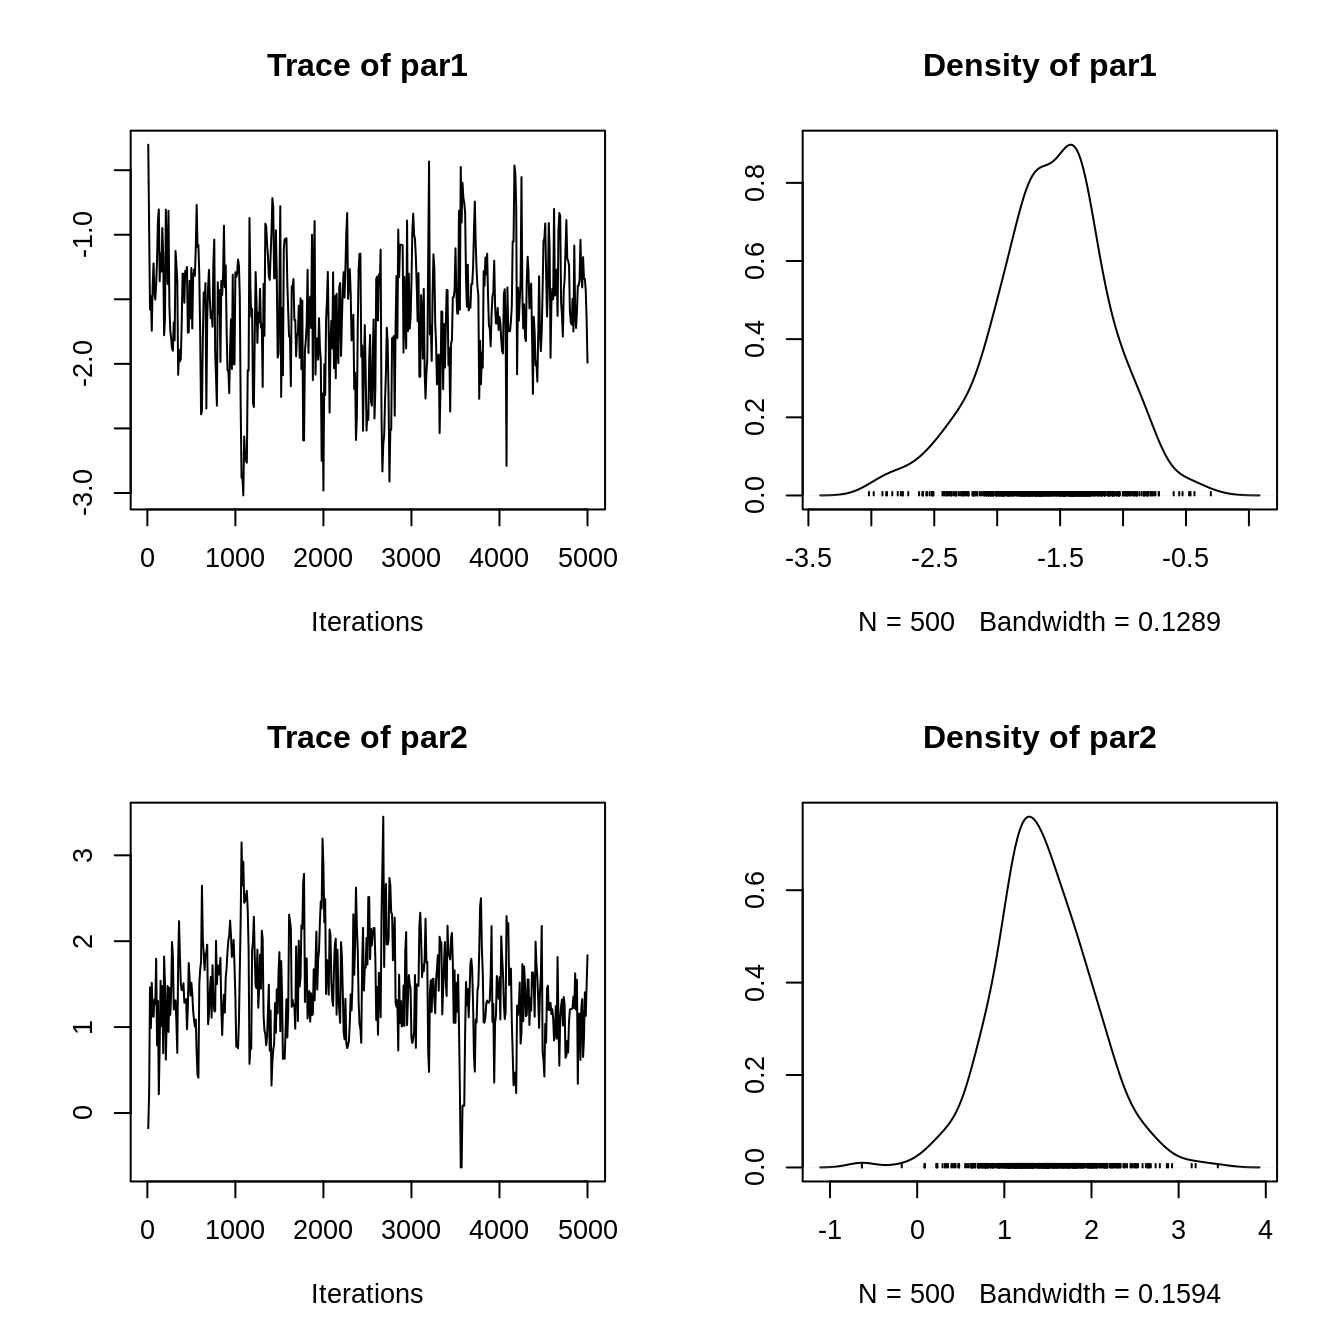 Trace of par1
-1.0
-2.0
-3.0
0 1000 2000 3000 4000 5000
Iterations
Density of par1
0.8
0.6
0.4
0.2
0.0
-3.5 -2.5 -1.5 -0.5
N = 500 Bandwidth = 0.1289
Trace of par2
3
2
1
0
0 1000 2000 3000 4000 5000
Iterations
Density of par2
0.6
0.4
0.2
0.0
-1 0 1 2 3 4
N = 500 Bandwidth = 0.1594